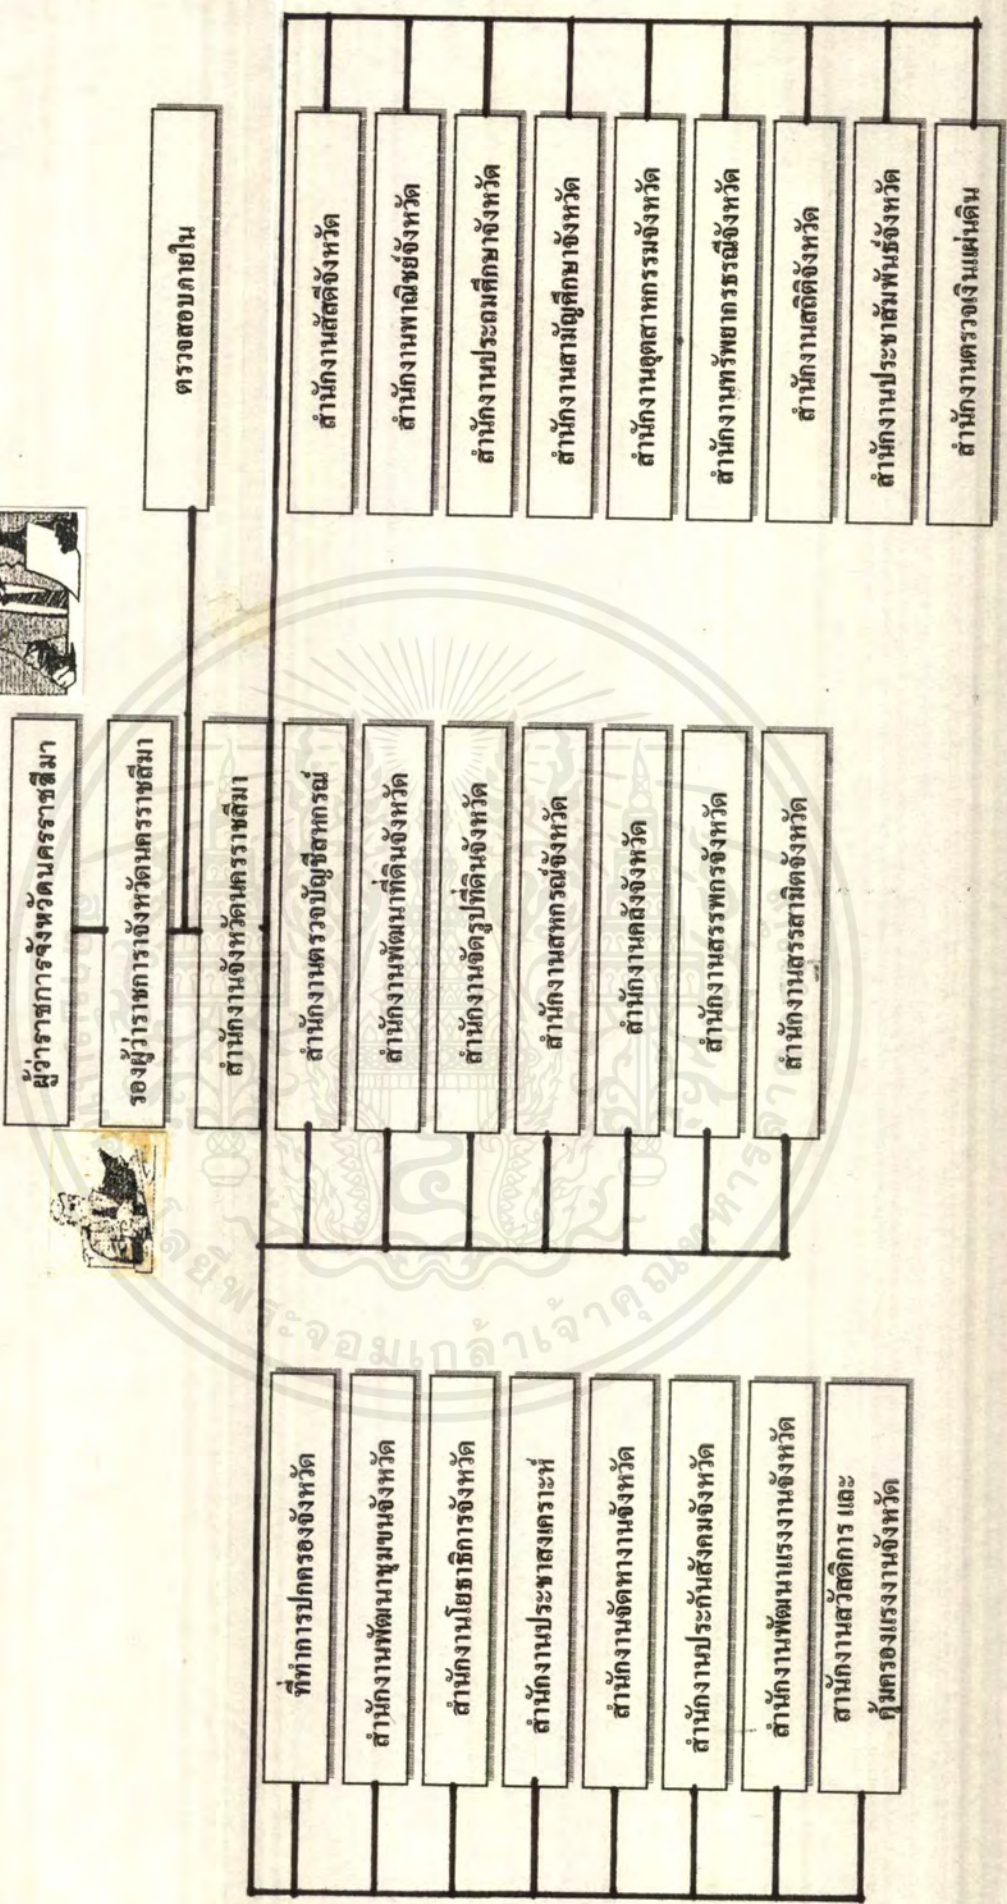 ผู้ว่าราชการจังหวัดนครราชสีมา
รองผู้ว่าราชการาจังหวัดนครราชสีมา
ตรวจสอบภายใน
สำนักงานจังหวัดนครราชสีมา
ที่ทำการปกครองจังหวัด
สำนักงานพัฒนาชุมชนจังหวัด
สำนักงานโยธาธิการจังหวัด
สำนักงานประชาสงเคราะห์
สำนักงานจัดหางานจังหวัด
สำนักงานประกันสังคมจังหวัด
สำนักงานพัฒนาแรงงานจังหวัด
สานักงานสวัสดิการ และ
คุ้มครองแรงงานจังหวัด
สำนักงานตรวจบัญชีสหกรณ์
สำนักงานพัฒนาที่ดินจังหวัด
สำนักงานจัดรูปที่ดินจังหวัด
สำนักงานสหกรณ์จังหวัด
สำนักงานคลังจังหวัด
สำนักงานสรรพกรจังหวัด
สำนักงานสรรสามิตจังหวัด
สำนักงานสัสดีจังหวัด
สำนักงานพาณิชย์จังหวัด
สำนักงานประถมศึกษาจังหวัด
สำนักงานสามัญศึกษาจังหวัด
สำนักงานอุตสาหกรรมจังหวัด
สำนักงานทรัพยากรธรณีจังหวัด
สำนักงานสถิติจังหวัด
สำนักงานประชาสัมพันธ์จังหวัด
สำนักงานตรวจเงินแผ่นดิน